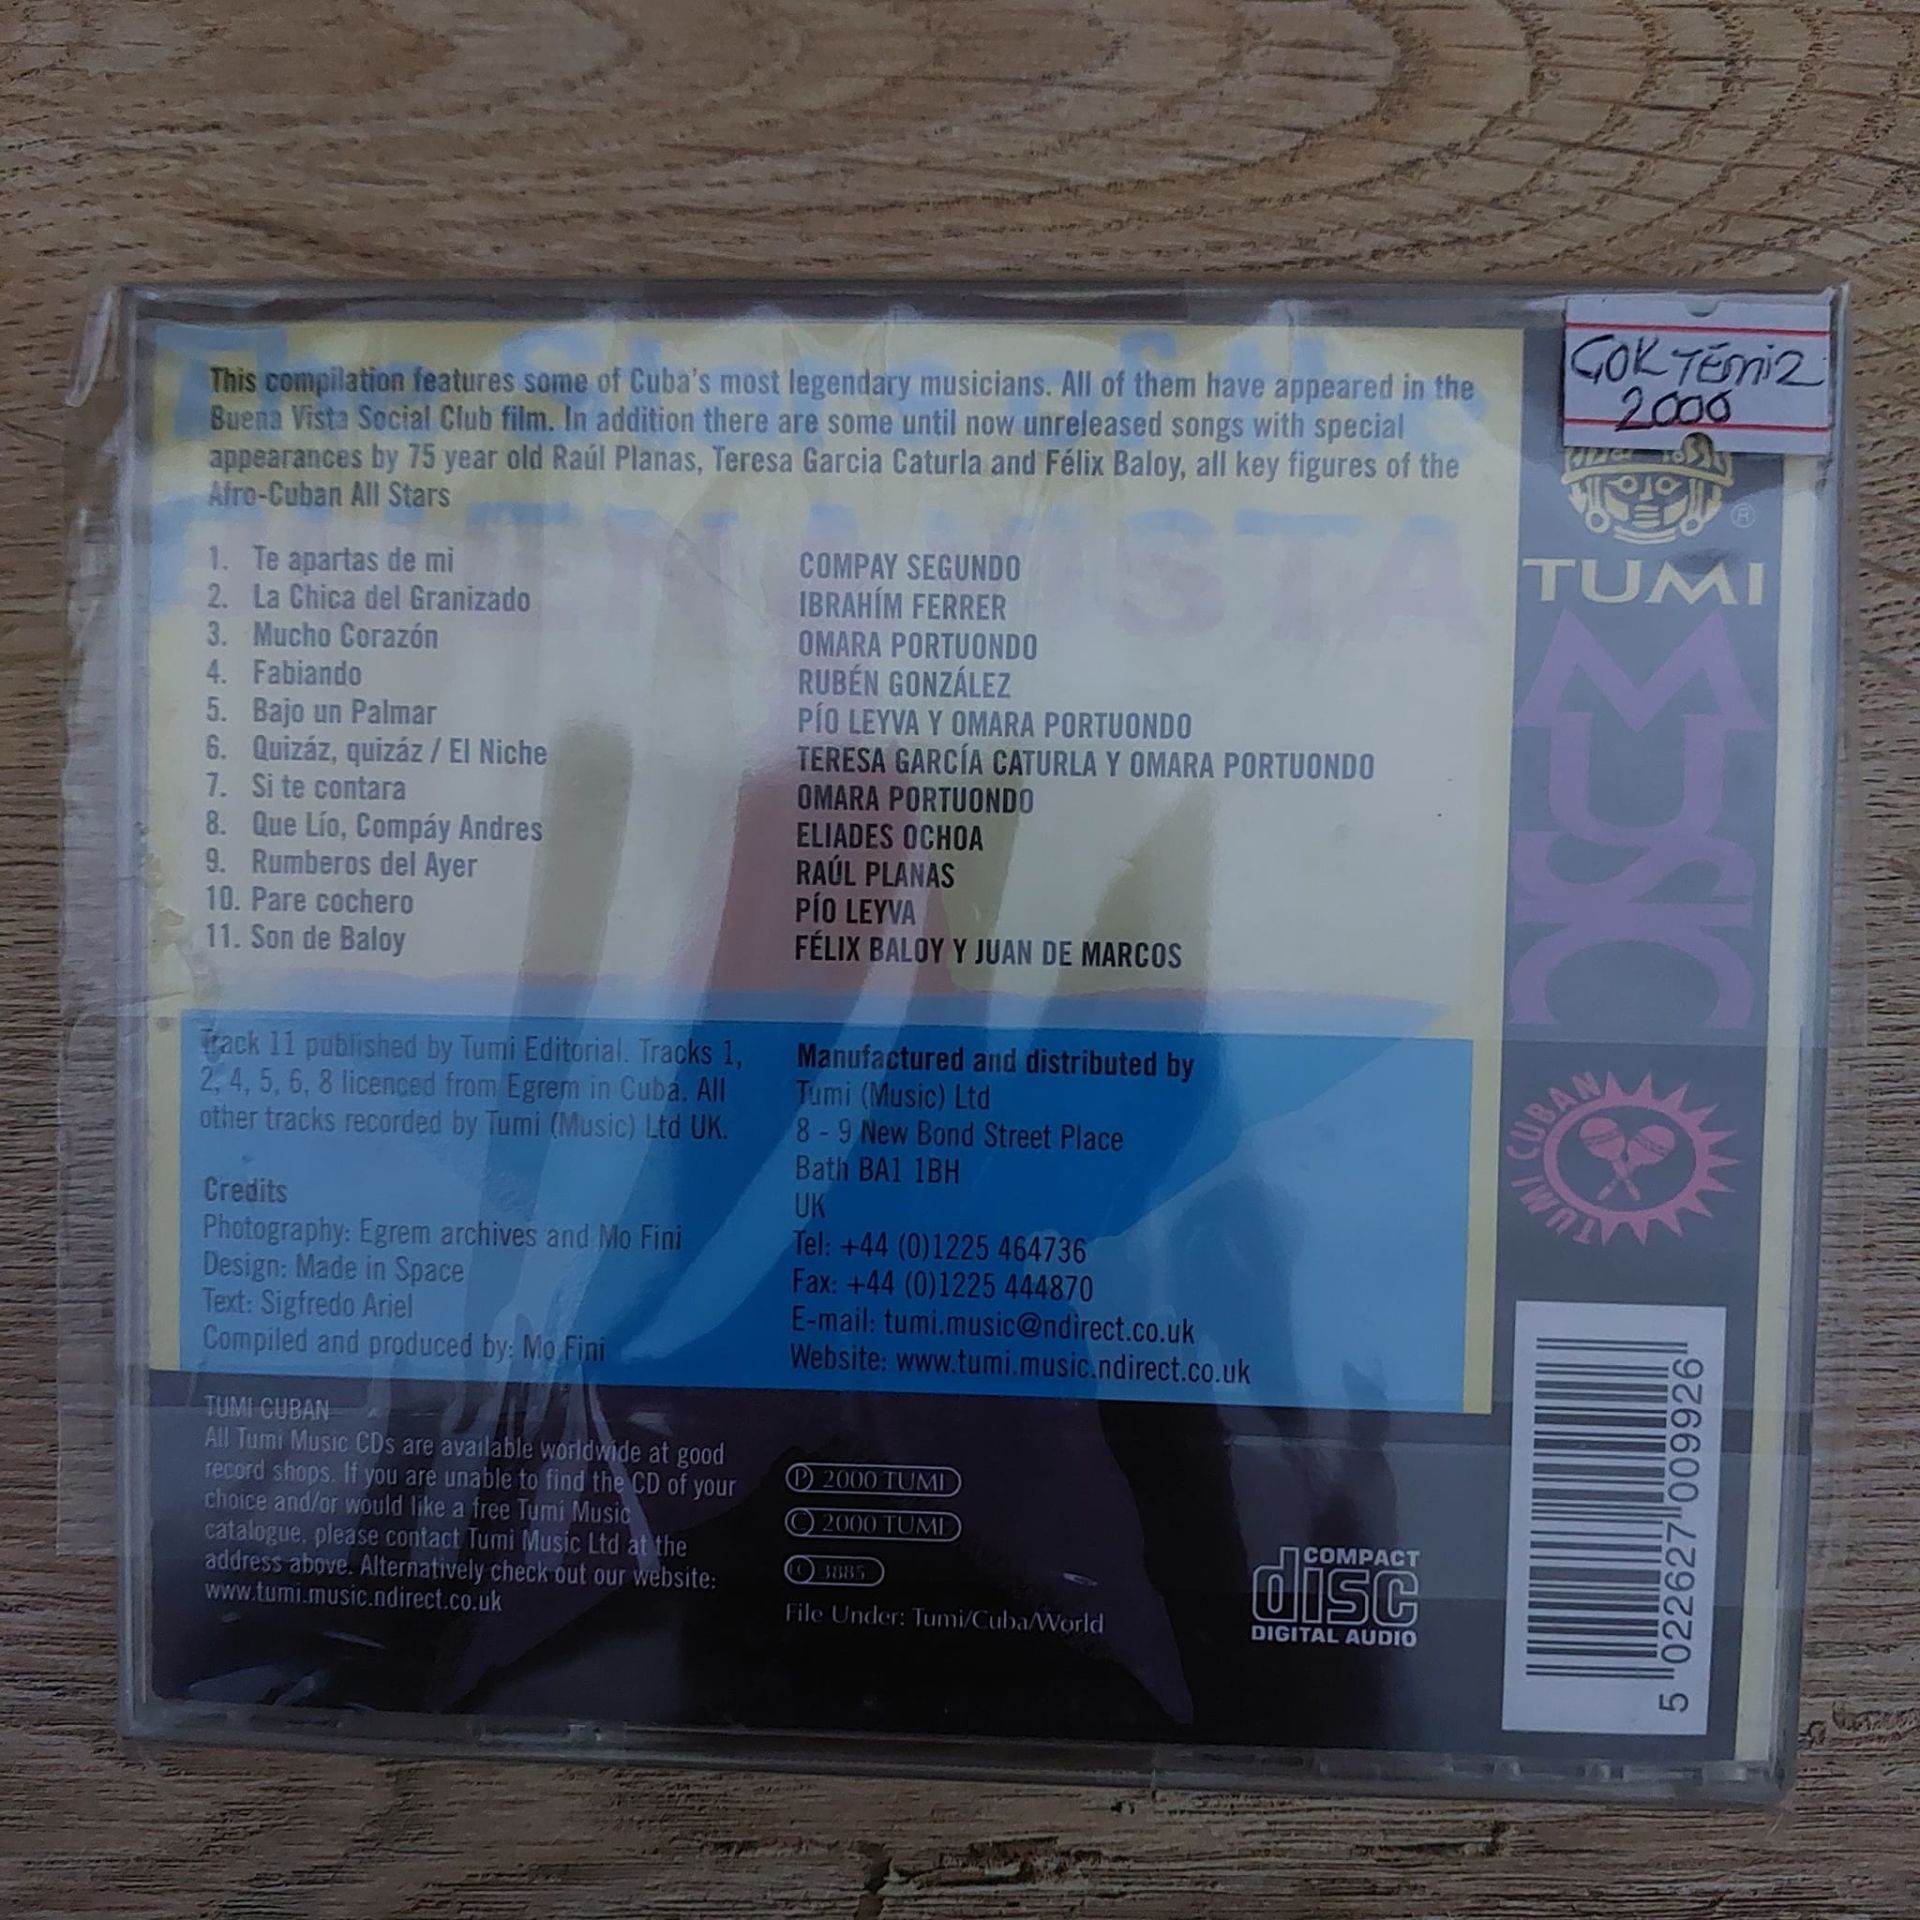 The Stars of the
BUENA VISTA
This compilation features some of Cuba's most legendary musicians. All of them have appeared in the
Buena Vista Social Club film. In addition there are some until now unreleased songs with special
appearances by 75 year old Raúl Planas, Teresa Garcia Caturla and Félix Baloy, all key figures of the
Afro-Cuban All Stars
1. Te apartas de mi COMPAY SEGUNDO
2. La Chica del Granizado IBRAHÍM FERRER
3. Mucho Corazón OMARA PORTUONDO
4. Fabiando RUBÉN GONZÁLEZ
5. Bajo un Palmar PÍO LEYVA Y OMARA PORTUONDO
6. Quizáz, quizáz / El Niche TERESA GARCÍA CATURLA Y OMARA PORTUONDO
7. Si te contara OMARA PORTUONDO
8. Que Lío, Compáy Andres ELIADES OCHOA
9. Rumberos del Ayer RAÚL PLANAS
10. Pare cochero PÍO LEYVA
11. Son de Baloy FÉLIX BALOY Y JUAN DE MARCOS
Track 11 published by Tumi Editorial. Tracks 1,
2, 4, 5, 6, 8 licenced from Egrem in Cuba. All
other tracks recorded by Tumi (Music) Ltd UK.
Credits
Photography: Egrem archives and Mo Fini
Design: Made in Space
Text: Sigfredo Ariel
Compiled and produced by: Mo Fini
Manufactured and distributed by
Tumi (Music) Ltd
8 - 9 New Bond Street Place
Bath BA1 1BH
UK
Tel: +44 (0)1225 464736
Fax: +44 (0)1225 444870
E-mail: tumi.music@ndirect.co.uk
Website: www.tumi.music.ndirect.co.uk
TUMI CUBAN
All Tumi Music CDs are available worldwide at good
record shops. If you are unable to find the CD of your
choice and/or would like a free Tumi Music
catalogue, please contact Tumi Music Ltd at the
address above. Alternatively check out our website:
www.tumi.music.ndirect.co.uk
Ⓟ 2000 TUMI
© 2000 TUMI
Ⓒ 3885
File Under: Tumi/Cuba/World
COMPACT
disc
DIGITAL AUDIO
ÇOK TEMiZ
2000
®
TUMI
MUSIC
TUMI CUBAN
5 022627 009926